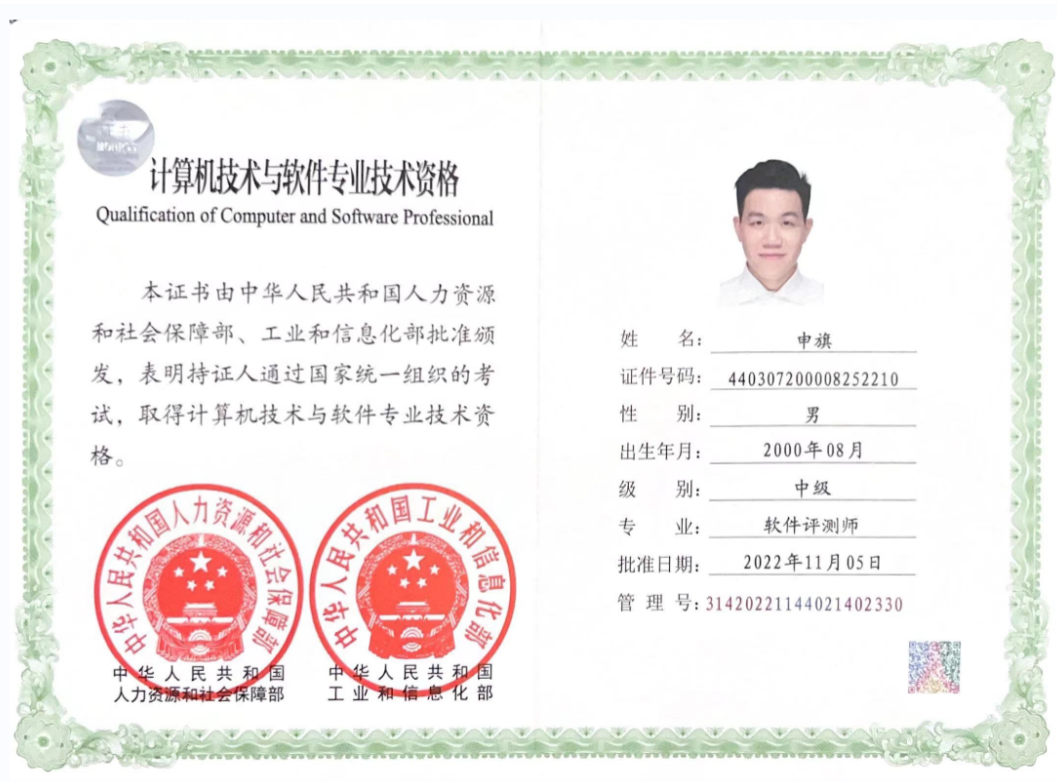 计算机技术与软件专业技术资格
Qualification of Computer and Software Professional
本证书由中华人民共和国人力资源
和社会保障部、工业和信息化部批准颁
发，表明持证人通过国家统一组织的考
试，取得计算机技术与软件专业技术资
格。
中华人民共和国人力资源和社会保障部
中华人民共和国工业和信息化部
中华人民共和国
人力资源和社会保障部
中华人民共和国
工业和信息化部
姓名：申旗
证件号码：440307200008252210
性别：男
出生年月：2000年08月
级别：中级
专业：软件评测师
批准日期：2022年11月05日
管理号：31420221144021402330